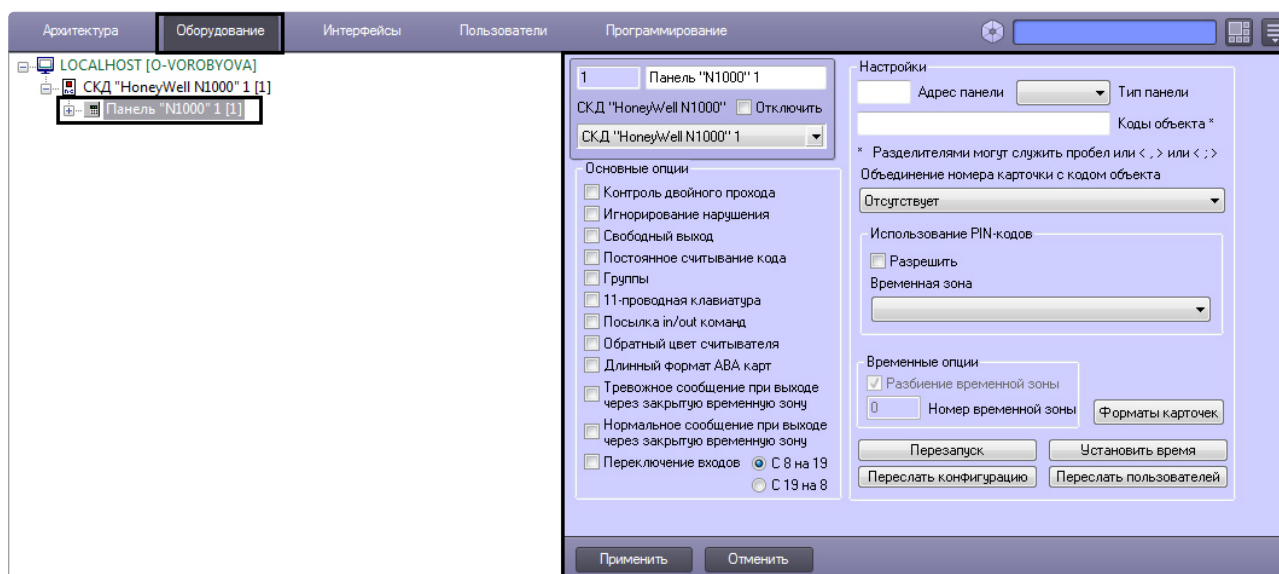 Архитектура Оборудование Интерфейсы Пользователи Программирование
LOCALHOST [O-VOROBYOVA]
СКД "HoneyWell N1000" 1 [1]
Панель "N1000" 1 [1]
1 Панель "N1000" 1
СКД "HoneyWell N1000" Отключить
СКД "HoneyWell N1000" 1
Основные опции
Контроль двойного прохода
Игнорирование нарушения
Свободный выход
Постоянное считывание кода
Группы
11-проводная клавиатура
Посылка in/out команд
Обратный цвет считывателя
Длинный формат ABA карт
Тревожное сообщение при выходе
через закрытую временную зону
Нормальное сообщение при выходе
через закрытую временную зону
Переключение входов С 8 на 19
С 19 на 8
Настройки
Адрес панели Тип панели
Коды объекта *
* Разделителями могут служить пробел или < , > или < ; >
Объединение номера карточки с кодом объекта
Отсутствует
Использование PIN-кодов
Разрешить
Временная зона
Временные опции
Разбиение временной зоны
0 Номер временной зоны
Форматы карточек
Перезапуск Установить время
Переслать конфигурацию Переслать пользователей
Применить Отменить